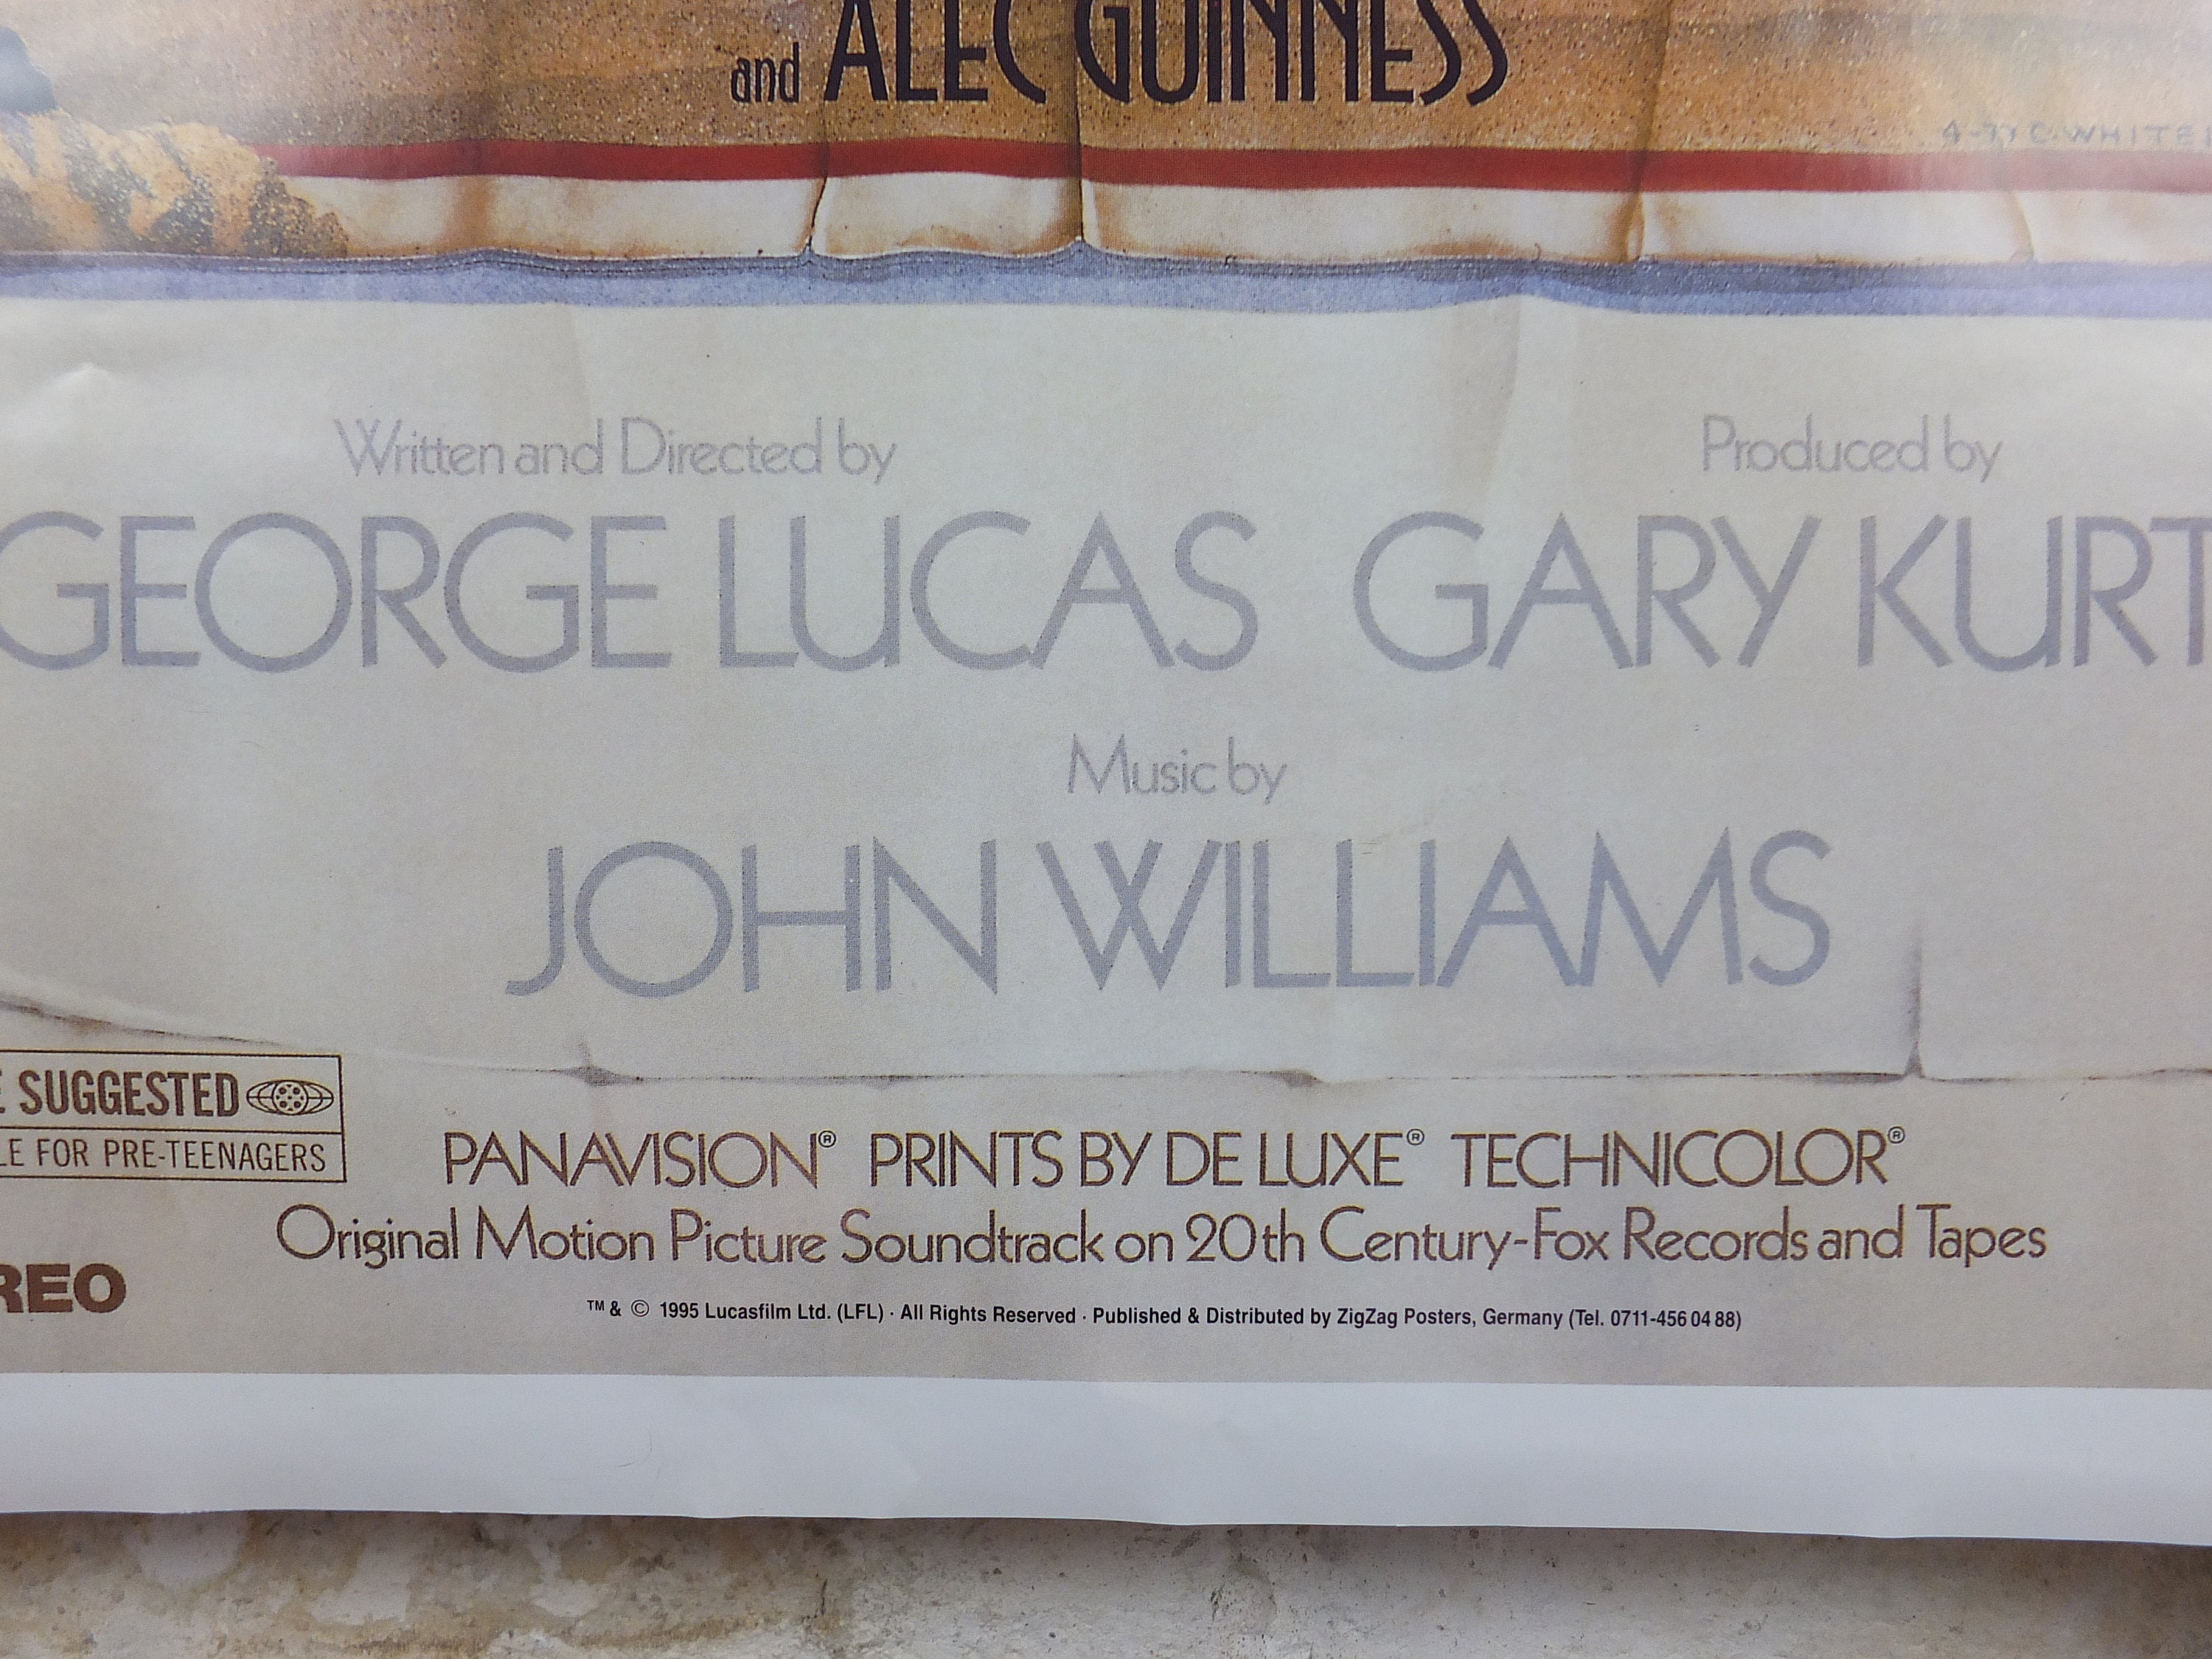 and ALEC GUINNESS
Written and Directed by
GEORGE LUCAS
Produced by
GARY KURT
Music by
JOHN WILLIAMS
SUGGESTED
LE FOR PRE-TEENAGERS
REO
PANAVISION® PRINTS BY DE LUXE® TECHNICOLOR®
Original Motion Picture Soundtrack on 20th Century-Fox Records and Tapes
™ & © 1995 Lucasfilm Ltd. (LFL) · All Rights Reserved · Published & Distributed by ZigZag Posters, Germany (Tel. 0711-456 04 88)